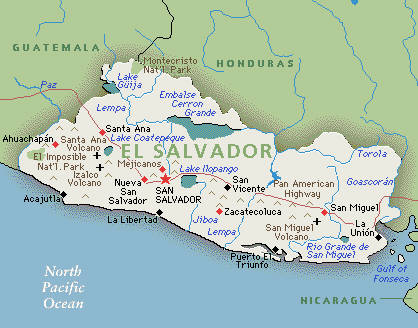 GUATEMALA
HONDURAS
Montecristo
Nat'l. Park
Lake
Guija
Paz
Embalse
Cerron
Grande
Lempa
Santa Ana
Lake Coatepeque
Ahuachapán
Santa Ana
Volcano
EL SALVADOR
Torola
El Imposible
Nat'l. Park
Mejicanos
Lake Ilopango
Izalco
Volcano
Goascorán
Nueva
San
Salvador
SAN
SALVADOR
San
Vicente
Pan American
Highway
Acajutla
La Libertad
Jiboa
Zacatecoluca
San Miguel
Lempa
San Miguel
Volcano
La
Unión
Puerto El
Triunfo
Rio Grande de
San Miguel
North
Pacific
Ocean
Gulf of
Fonseca
NICARAGUA